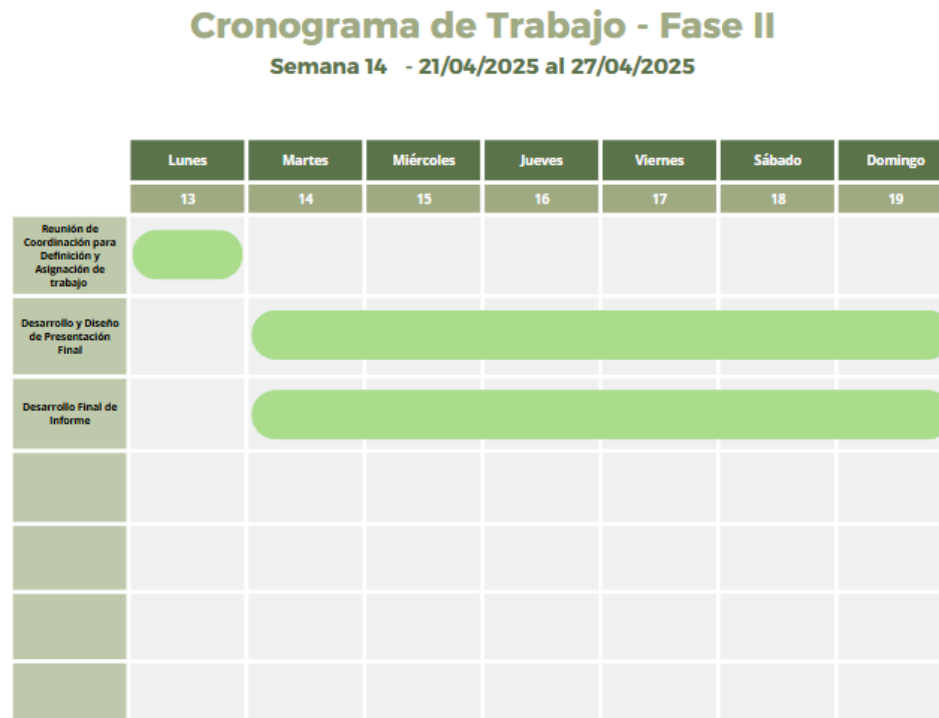 Cronograma de Trabajo - Fase II
Semana 14 - 21/04/2025 al 27/04/2025
Lunes Martes Miércoles Jueves Viernes Sábado Domingo
13 14 15 16 17 18 19
Reunión de
Coordinación para
Definición y
Asignación de
trabajo
Desarrollo y Diseño
de Presentación
Final
Desarrollo Final de
Informe